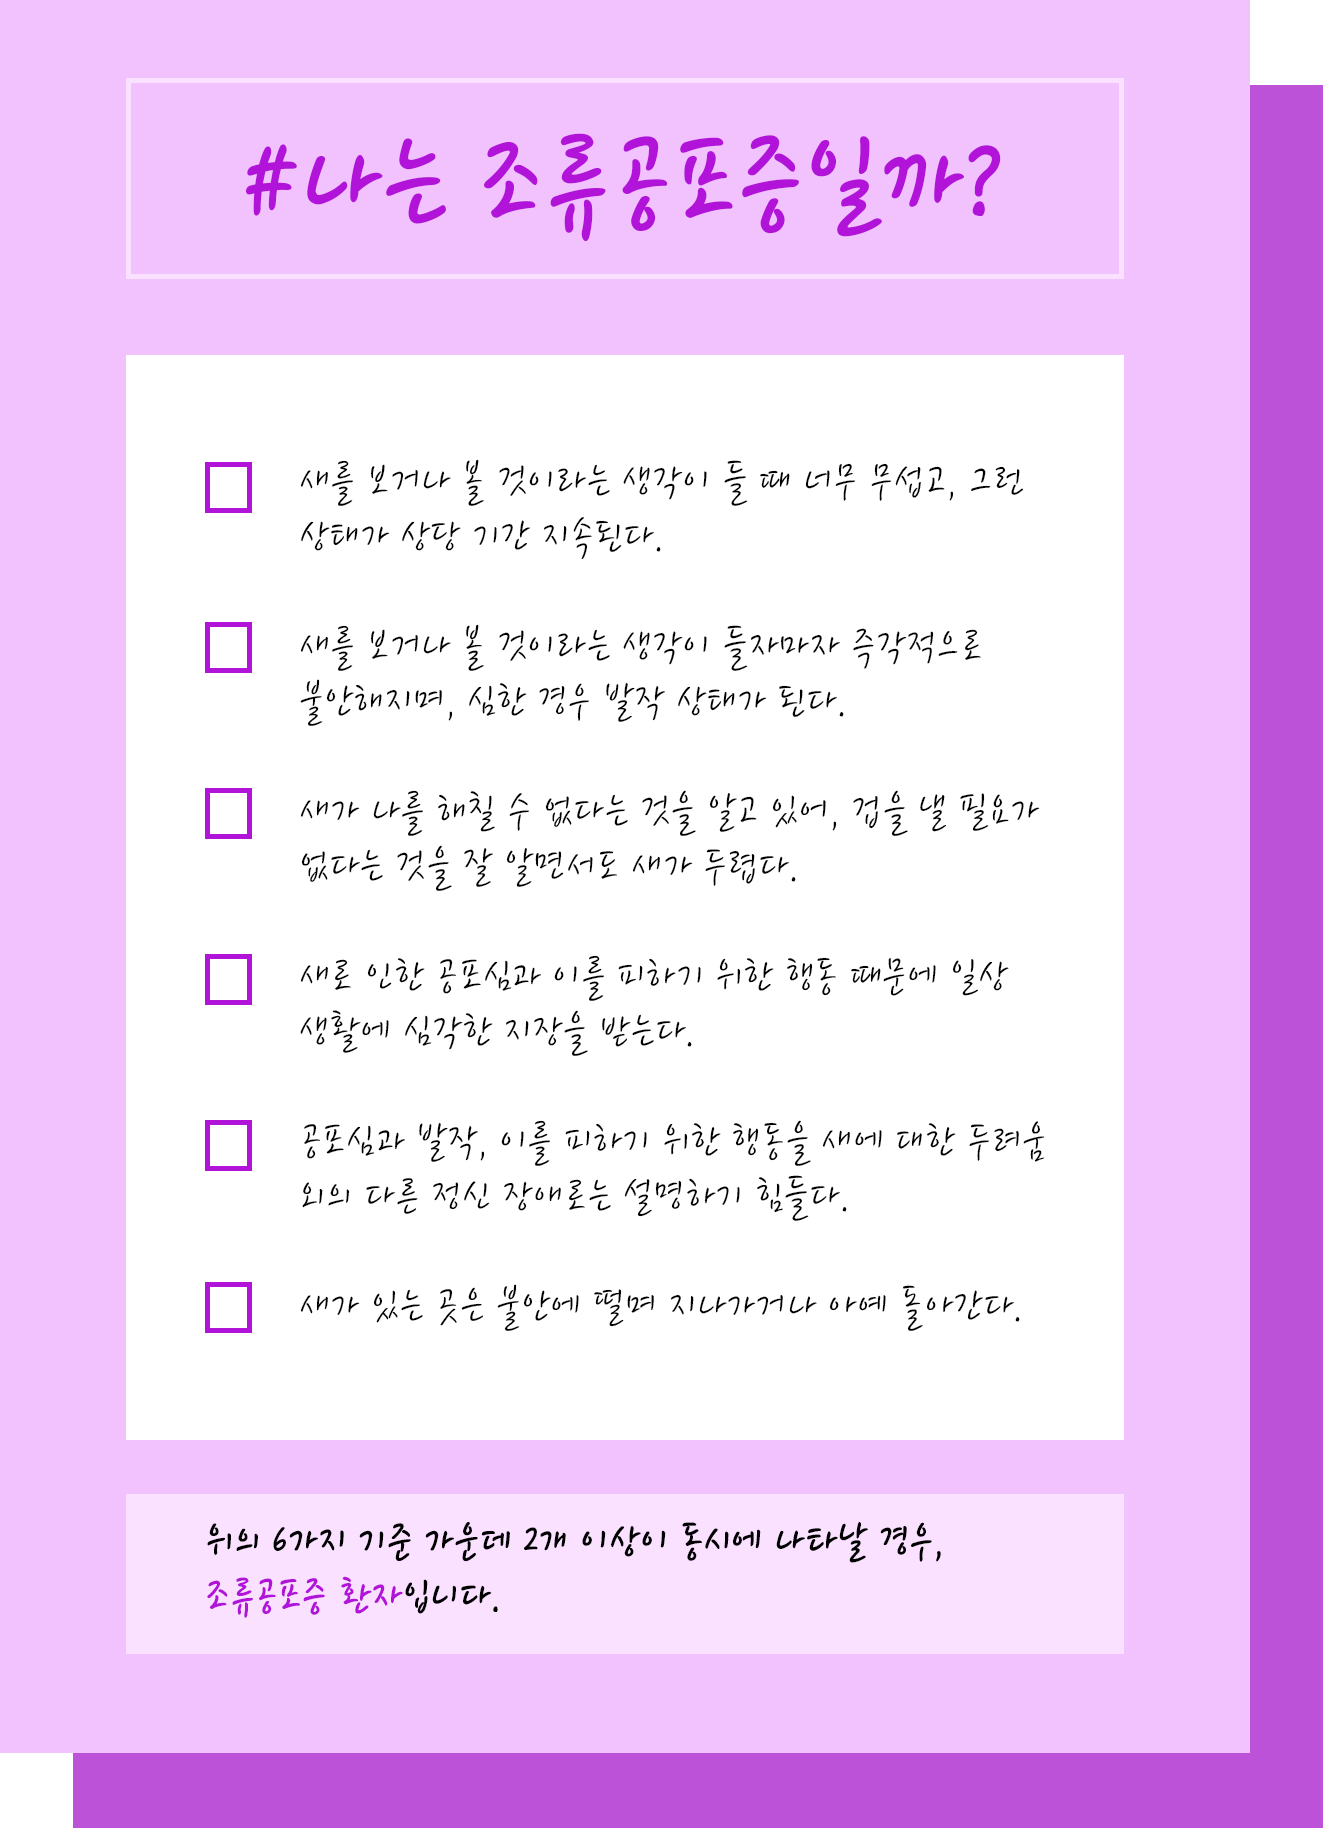 #나는 조류공포증일까?
새를 보거나 볼 것이라는 생각이 들 때 너무 무섭고, 그런
상태가 상당 기간 지속된다.
새를 보거나 볼 것이라는 생각이 들자마자 즉각적으로
불안해지며, 심한 경우 발작 상태가 된다.
새가 나를 해칠 수 없다는 것을 알고 있어, 겁을 낼 필요가
없다는 것을 잘 알면서도 새가 두렵다.
새로 인한 공포심과 이를 피하기 위한 행동 때문에 일상
생활에 심각한 지장을 받는다.
공포심과 발작, 이를 피하기 위한 행동을 새에 대한 두려움
외의 다른 정신 장애로는 설명하기 힘들다.
새가 있는 곳은 불안에 떨며 지나가거나 아예 돌아간다.
위의 6가지 기준 가운데 2개 이상이 동시에 나타날 경우,
조류공포증 환자입니다.